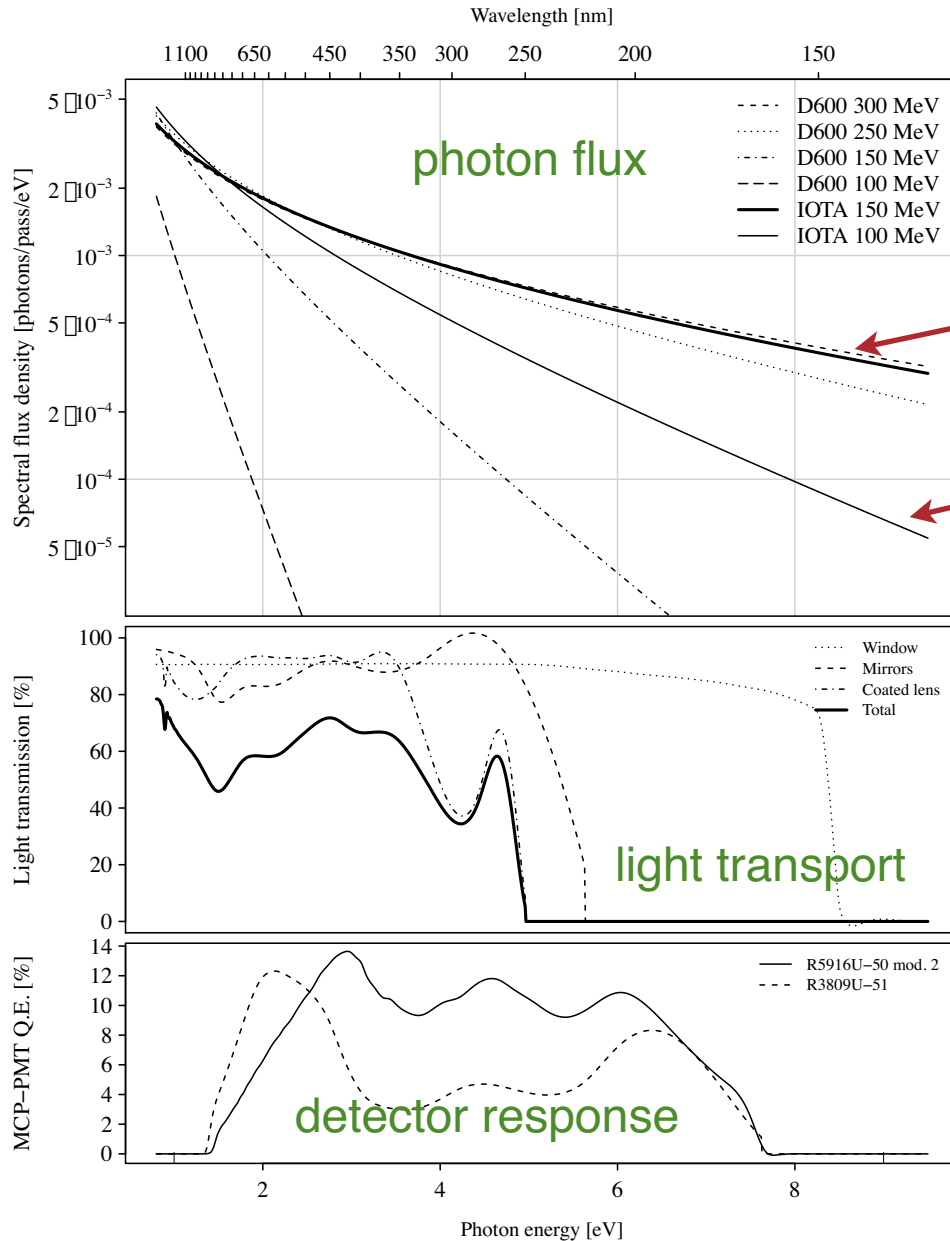 Wavelength [nm]
1100 650 450 350 300 250 200 150
Spectral flux density [photons/pass/eV]
5 10−3
2 10−3
10−3
5 10−4
2 10−4
10−4
5 10−5
photon flux
D600 300 MeV
D600 250 MeV
D600 150 MeV
D600 100 MeV
IOTA 150 MeV
IOTA 100 MeV
Light transmission [%]
100
80
60
40
20
0
Window
Mirrors
Coated lens
Total
light transport
MCP−PMT Q.E. [%]
14
12
10
8
6
4
2
0
R5916U−50 mod. 2
R3809U−51
detector response
2 4 6 8
Photon energy [eV]